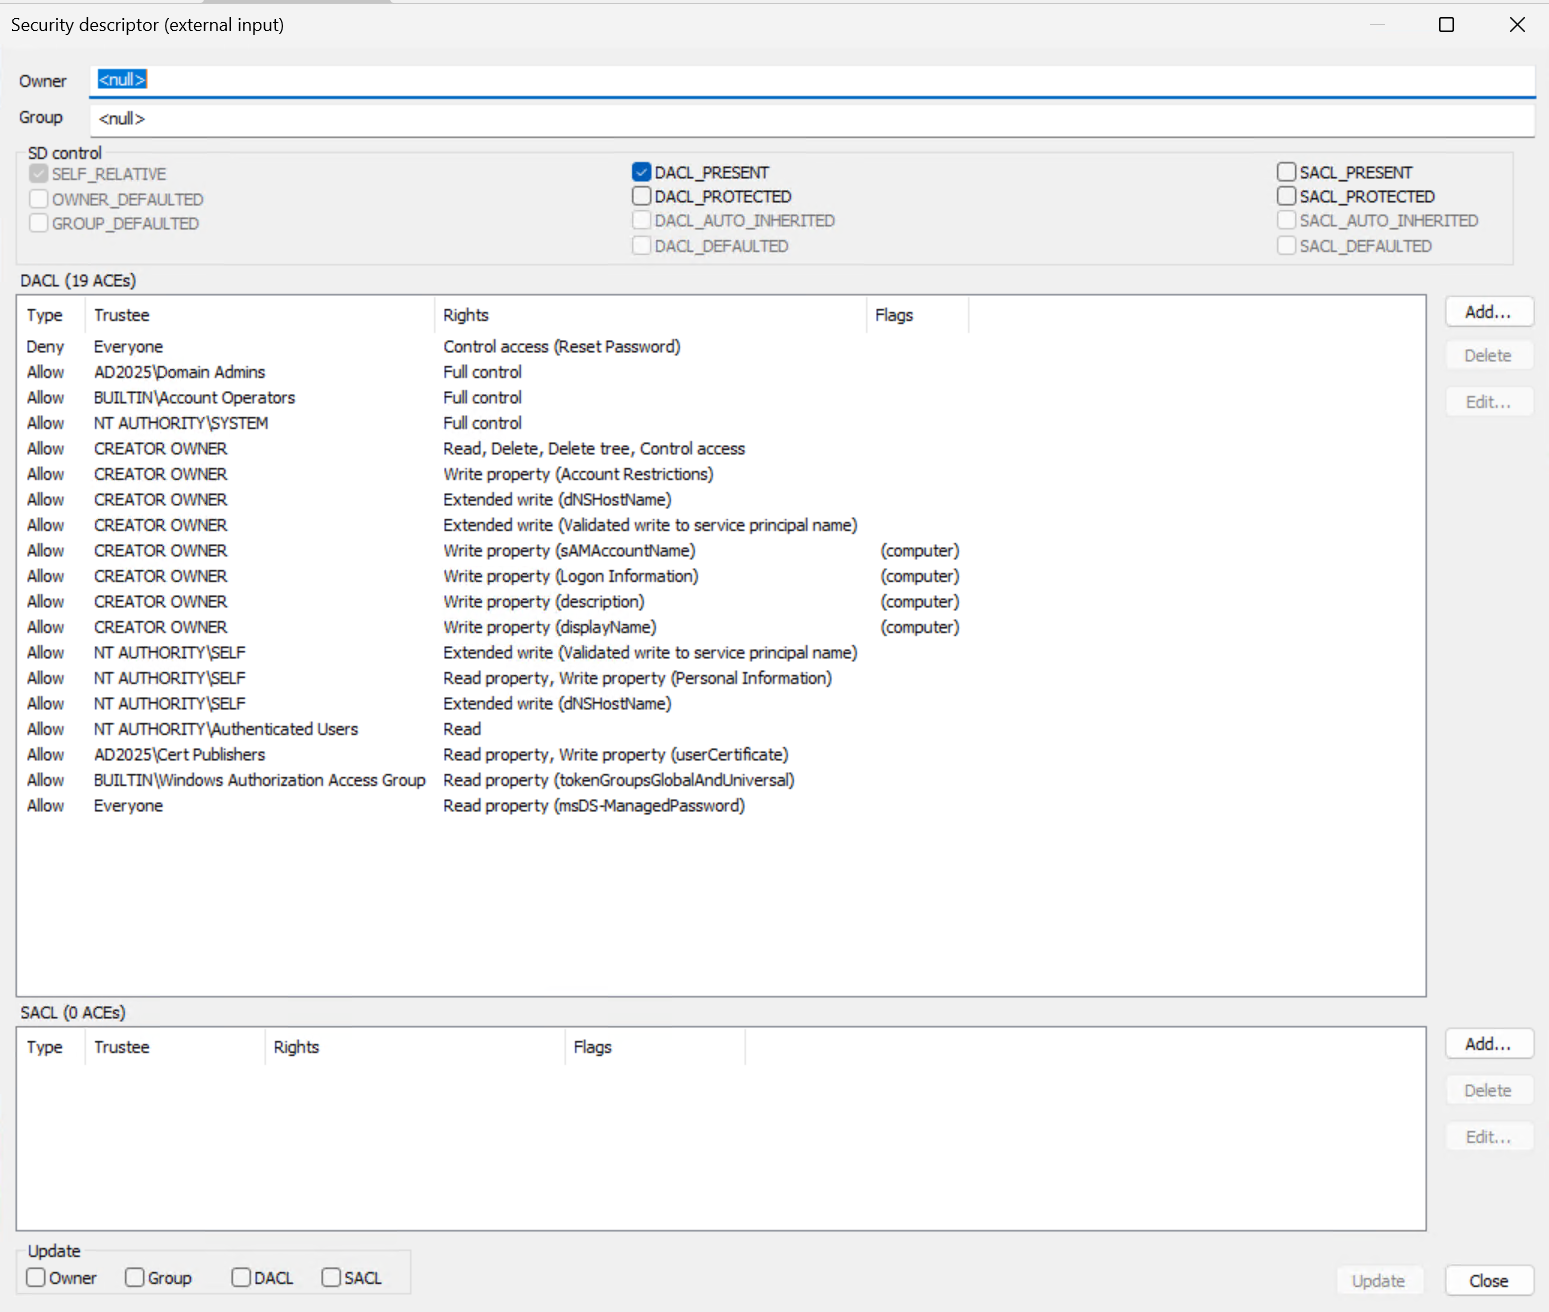 Security descriptor (external input)
Owner <null>
Group <null>
SD control
SELF_RELATIVE DACL_PRESENT SACL_PRESENT
OWNER_DEFAULTED DACL_PROTECTED SACL_PROTECTED
GROUP_DEFAULTED DACL_AUTO_INHERITED SACL_AUTO_INHERITED
DACL_DEFAULTED SACL_DEFAULTED
DACL (19 ACEs)
Type Trustee Rights Flags Add...
Deny Everyone Control access (Reset Password) Delete
Allow AD2025\Domain Admins Full control
Allow BUILTIN\Account Operators Full control Edit...
Allow NT AUTHORITY\SYSTEM Full control
Allow CREATOR OWNER Read, Delete, Delete tree, Control access
Allow CREATOR OWNER Write property (Account Restrictions)
Allow CREATOR OWNER Extended write (dNSHostName)
Allow CREATOR OWNER Extended write (Validated write to service principal name)
Allow CREATOR OWNER Write property (sAMAccountName) (computer)
Allow CREATOR OWNER Write property (Logon Information) (computer)
Allow CREATOR OWNER Write property (description) (computer)
Allow CREATOR OWNER Write property (displayName) (computer)
Allow NT AUTHORITY\SELF Extended write (Validated write to service principal name)
Allow NT AUTHORITY\SELF Read property, Write property (Personal Information)
Allow NT AUTHORITY\SELF Extended write (dNSHostName)
Allow NT AUTHORITY\Authenticated Users Read
Allow AD2025\Cert Publishers Read property, Write property (userCertificate)
Allow BUILTIN\Windows Authorization Access Group Read property (tokenGroupsGlobalAndUniversal)
Allow Everyone Read property (msDS-ManagedPassword)
SACL (0 ACEs)
Type Trustee Rights Flags Add...
Delete
Edit...
Update
Owner Group DACL SACL Update Close